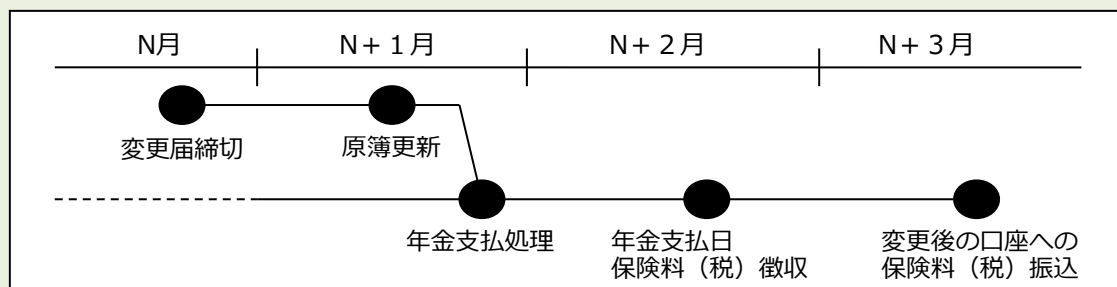 N月
N+1月
N+2月
N+3月
変更届締切
原簿更新
年金支払処理
年金支払日
保険料（税）徴収
変更後の口座への
保険料（税）振込